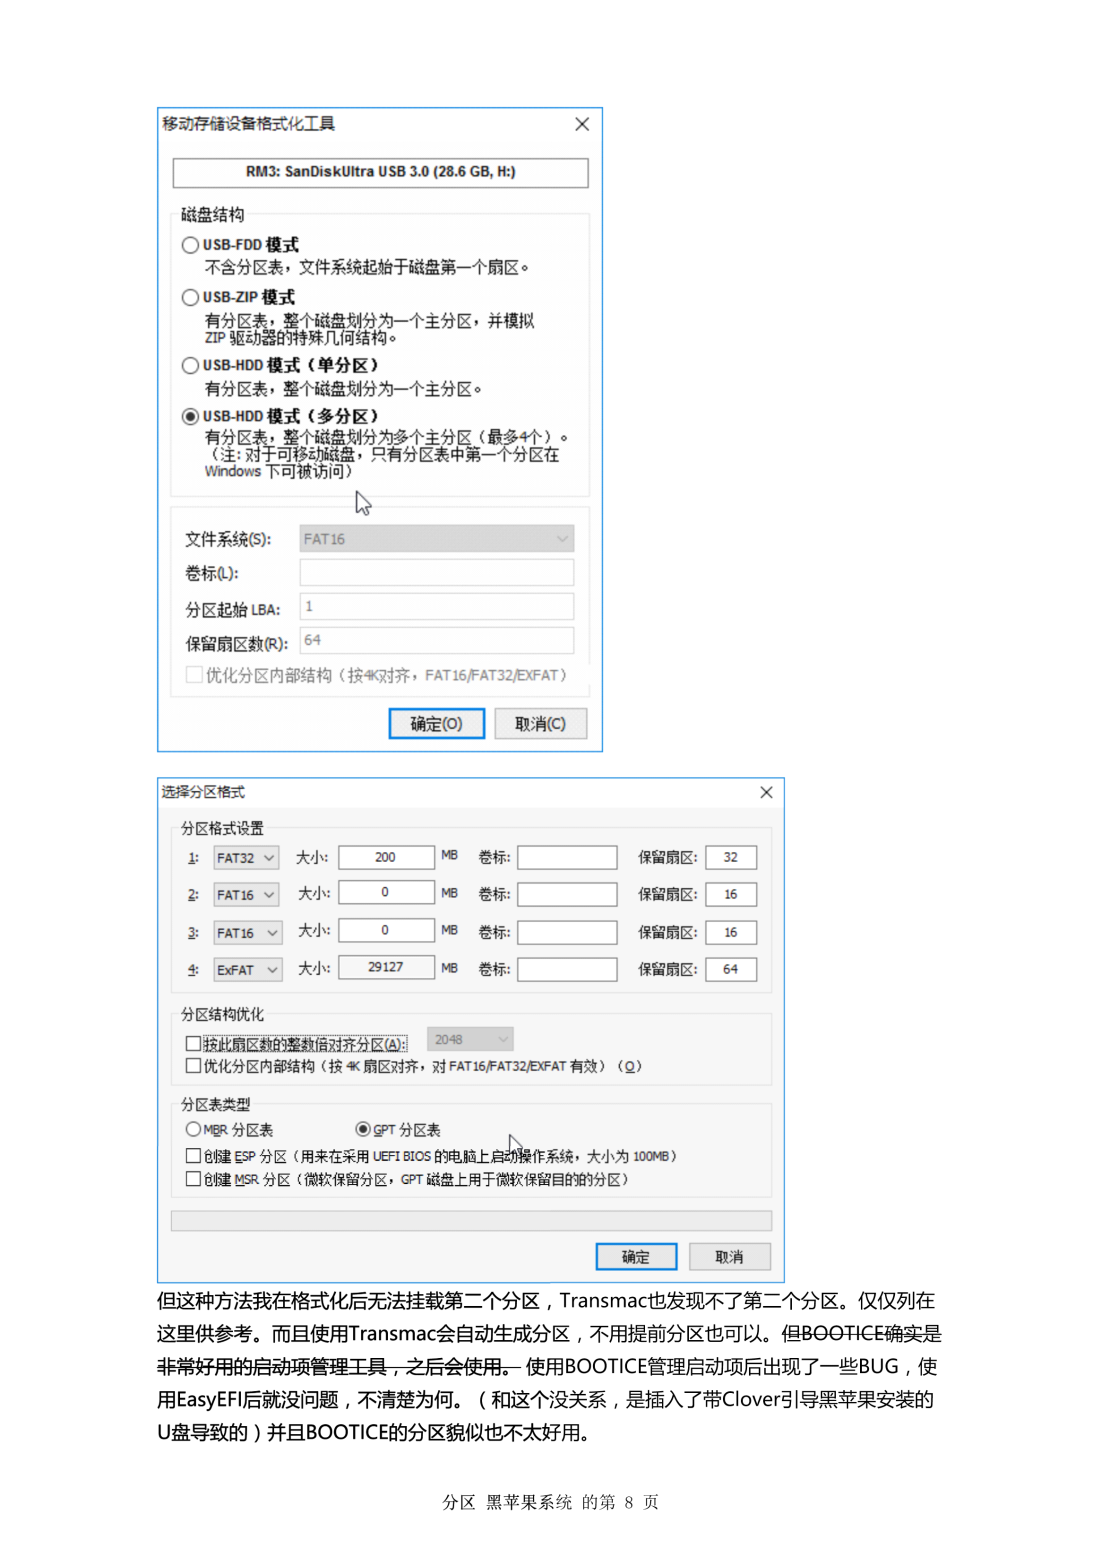 移动存储设备格式化工具
RM3: SanDiskUltra USB 3.0 (28.6 GB, H:)
磁盘结构
USB-FDD 模式
不含分区表，文件系统起始于磁盘第一个扇区。
USB-ZIP 模式
有分区表，整个磁盘划分为一个主分区，并模拟
ZIP 驱动器的特殊几何结构。
USB-HDD 模式（单分区）
有分区表，整个磁盘划分为一个主分区。
USB-HDD 模式（多分区）
有分区表，整个磁盘划分为多个主分区（最多4个）。
（注: 对于可移动磁盘，只有分区表中第一个分区在
Windows 下可被访问）
文件系统(S): FAT16
卷标(L):
分区起始 LBA: 1
保留扇区数(R): 64
优化分区内部结构（按4K对齐，FAT16/FAT32/EXFAT）
确定(O) 取消(C)
选择分区格式
分区格式设置
1: FAT32 大小: 200 MB 卷标: 保留扇区: 32
2: FAT16 大小: 0 MB 卷标: 保留扇区: 16
3: FAT16 大小: 0 MB 卷标: 保留扇区: 16
4: ExFAT 大小: 29127 MB 卷标: 保留扇区: 64
分区结构优化
按此扇区数的整数倍对齐分区(A): 2048
优化分区内部结构（按 4K 扇区对齐，对 FAT16/FAT32/EXFAT 有效）（O）
分区表类型
MBR 分区表 GPT 分区表
创建 ESP 分区（用来在采用 UEFI BIOS 的电脑上启动操作系统，大小为 100MB）
创建 MSR 分区（微软保留分区，GPT 磁盘上用于微软保留目的的分区）
确定 取消
但这种方法我在格式化后无法挂载第二个分区，Transmac也发现不了第二个分区。仅仅列在
这里供参考。而且使用Transmac会自动生成分区，不用提前分区也可以。但BOOTICE确实是
非常好用的启动项管理工具，之后会使用。 使用BOOTICE管理启动项后出现了一些BUG，使
用EasyEFI后就没问题，不清楚为何。（和这个没关系，是插入了带Clover引导黑苹果安装的
U盘导致的）并且BOOTICE的分区貌似也不太好用。
分区 黑苹果系统 的第 8 页